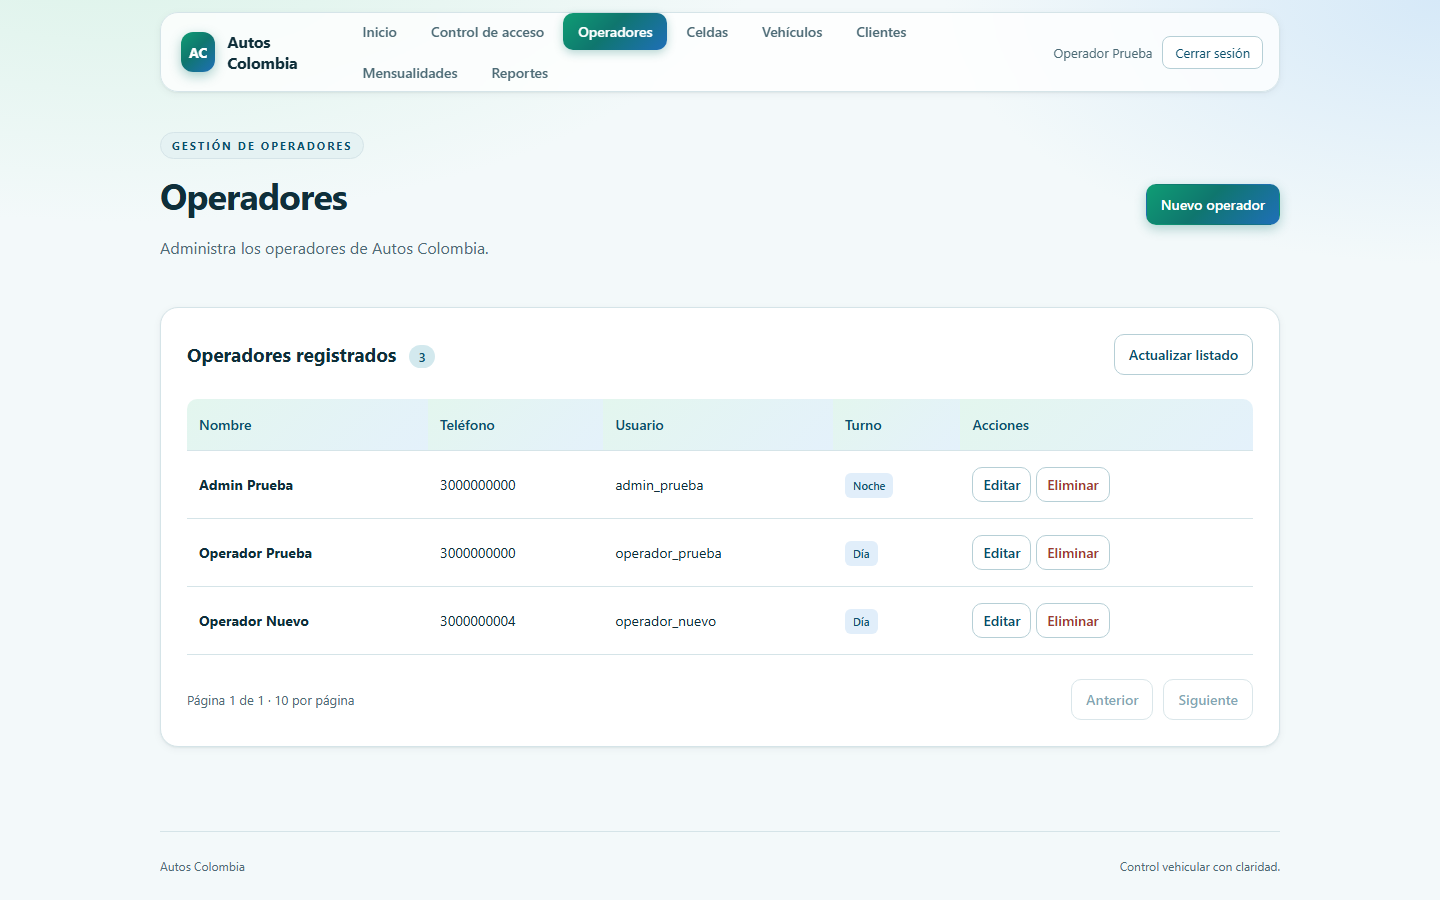 AC
Autos
Colombia
Inicio Control de acceso Operadores Celdas Vehículos Clientes
Mensualidades Reportes
Operador Prueba Cerrar sesión
GESTIÓN DE OPERADORES
Operadores
Nuevo operador
Administra los operadores de Autos Colombia.
Operadores registrados 3 Actualizar listado
Nombre Teléfono Usuario Turno Acciones
Admin Prueba 3000000000 admin_prueba Noche Editar Eliminar
Operador Prueba 3000000000 operador_prueba Día Editar Eliminar
Operador Nuevo 3000000004 operador_nuevo Día Editar Eliminar
Página 1 de 1 · 10 por página Anterior Siguiente
Autos Colombia Control vehicular con claridad.